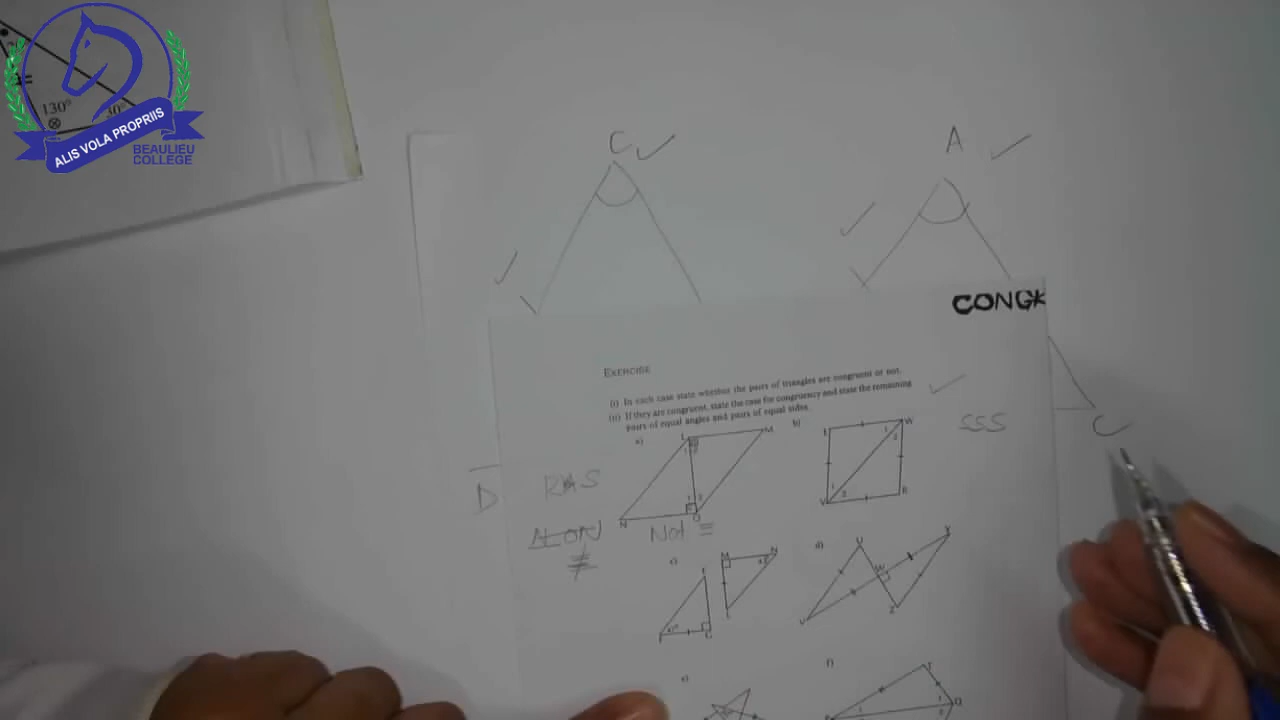 130°
30°
ALIS VOLA PROPRIIS
BEAULIEU
COLLEGE
C
A
CONG
EXERCISE
(i) In each case state whether the pairs of triangles are congruent or not.
(ii) If they are congruent, state the case for congruency and state the remaining
pairs of equal angles and pairs of equal sides.
a)
L
M
N
O
b)
W
V
R
SSS
C
D
RHS
Not ≡
≢
c)
M
N
F
G
d)
U
W
V
Z
e)
f)
T
Q